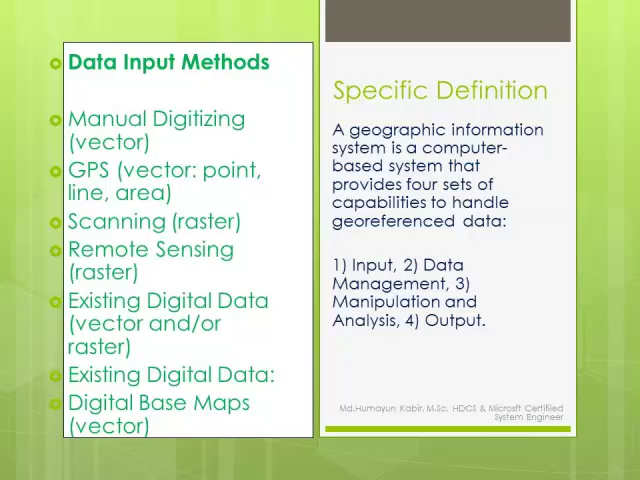 Data Input Methods
Manual Digitizing
(vector)
GPS (vector: point,
line, area)
Scanning (raster)
Remote Sensing
(raster)
Existing Digital Data
(vector and/or
raster)
Existing Digital Data:
Digital Base Maps
(vector)
Specific Definition
A geographic information
system is a computer-
based system that
provides four sets of
capabilities to handle
georeferenced data:
1) Input, 2) Data
Management, 3)
Manipulation and
Analysis, 4) Output.
Md.Humayun Kabir, M.Sc. HDCS & Microsft Certifiied
System Engineer